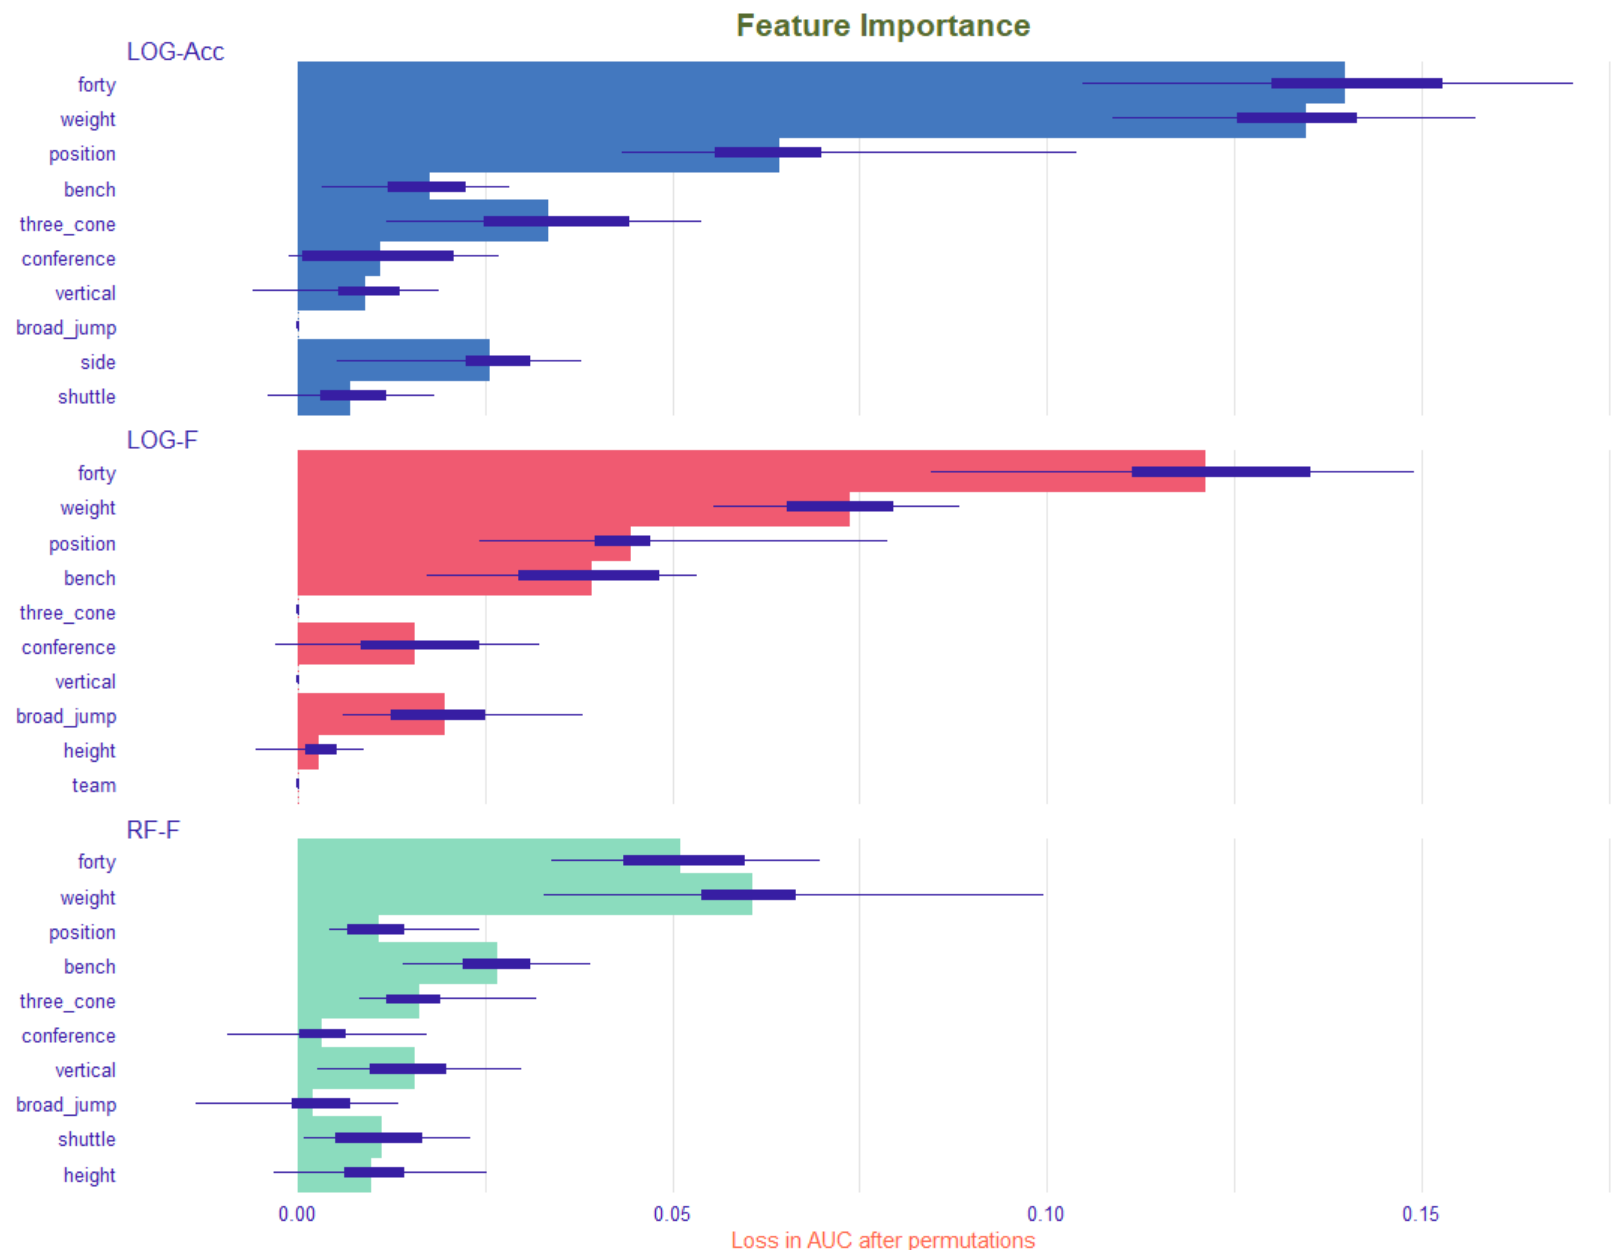 Feature Importance
LOG-Acc
forty
weight
position
bench
three_cone
conference
vertical
broad_jump
side
shuttle
LOG-F
forty
weight
position
bench
three_cone
conference
vertical
broad_jump
height
team
RF-F
forty
weight
position
bench
three_cone
conference
vertical
broad_jump
shuttle
height
0.00 0.05 0.10 0.15
Loss in AUC after permutations